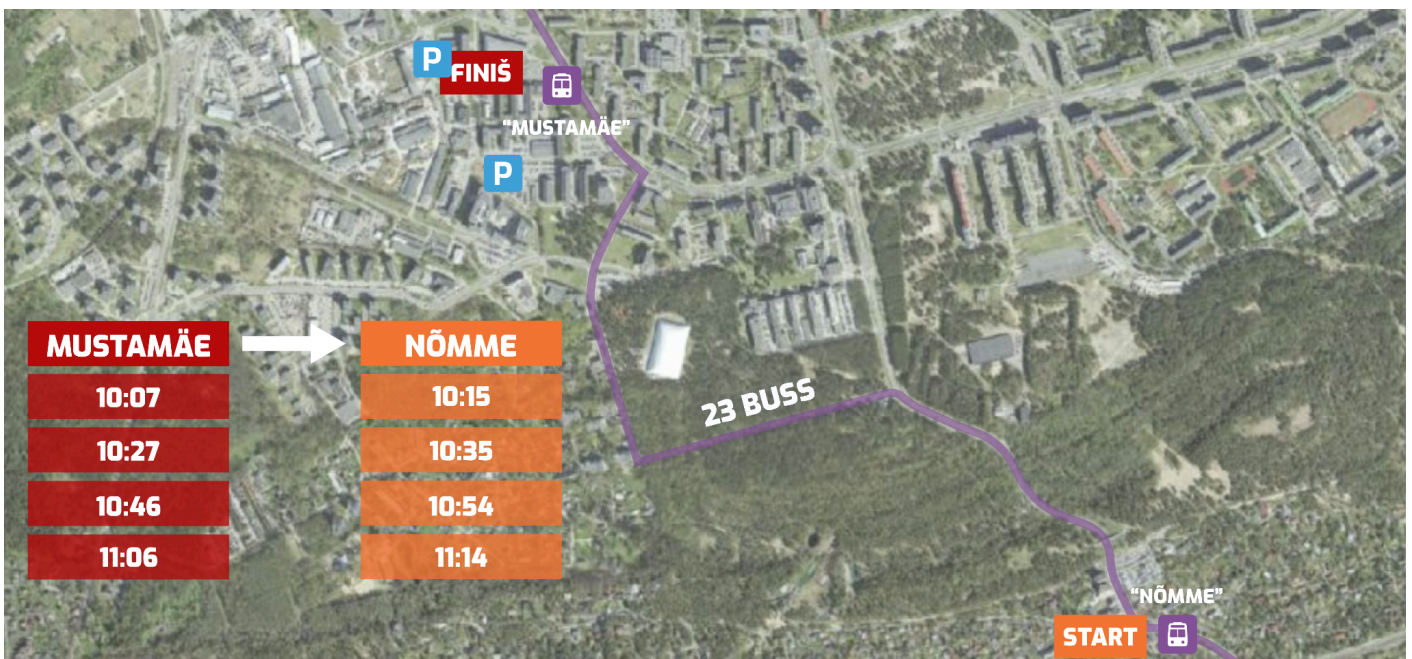 P
FINIŠ
“MUSTAMÄE”
P
MUSTAMÄE
NÕMME
10:07
10:15
10:27
10:35
10:46
10:54
11:06
11:14
23 BUSS
“NÕMME”
START